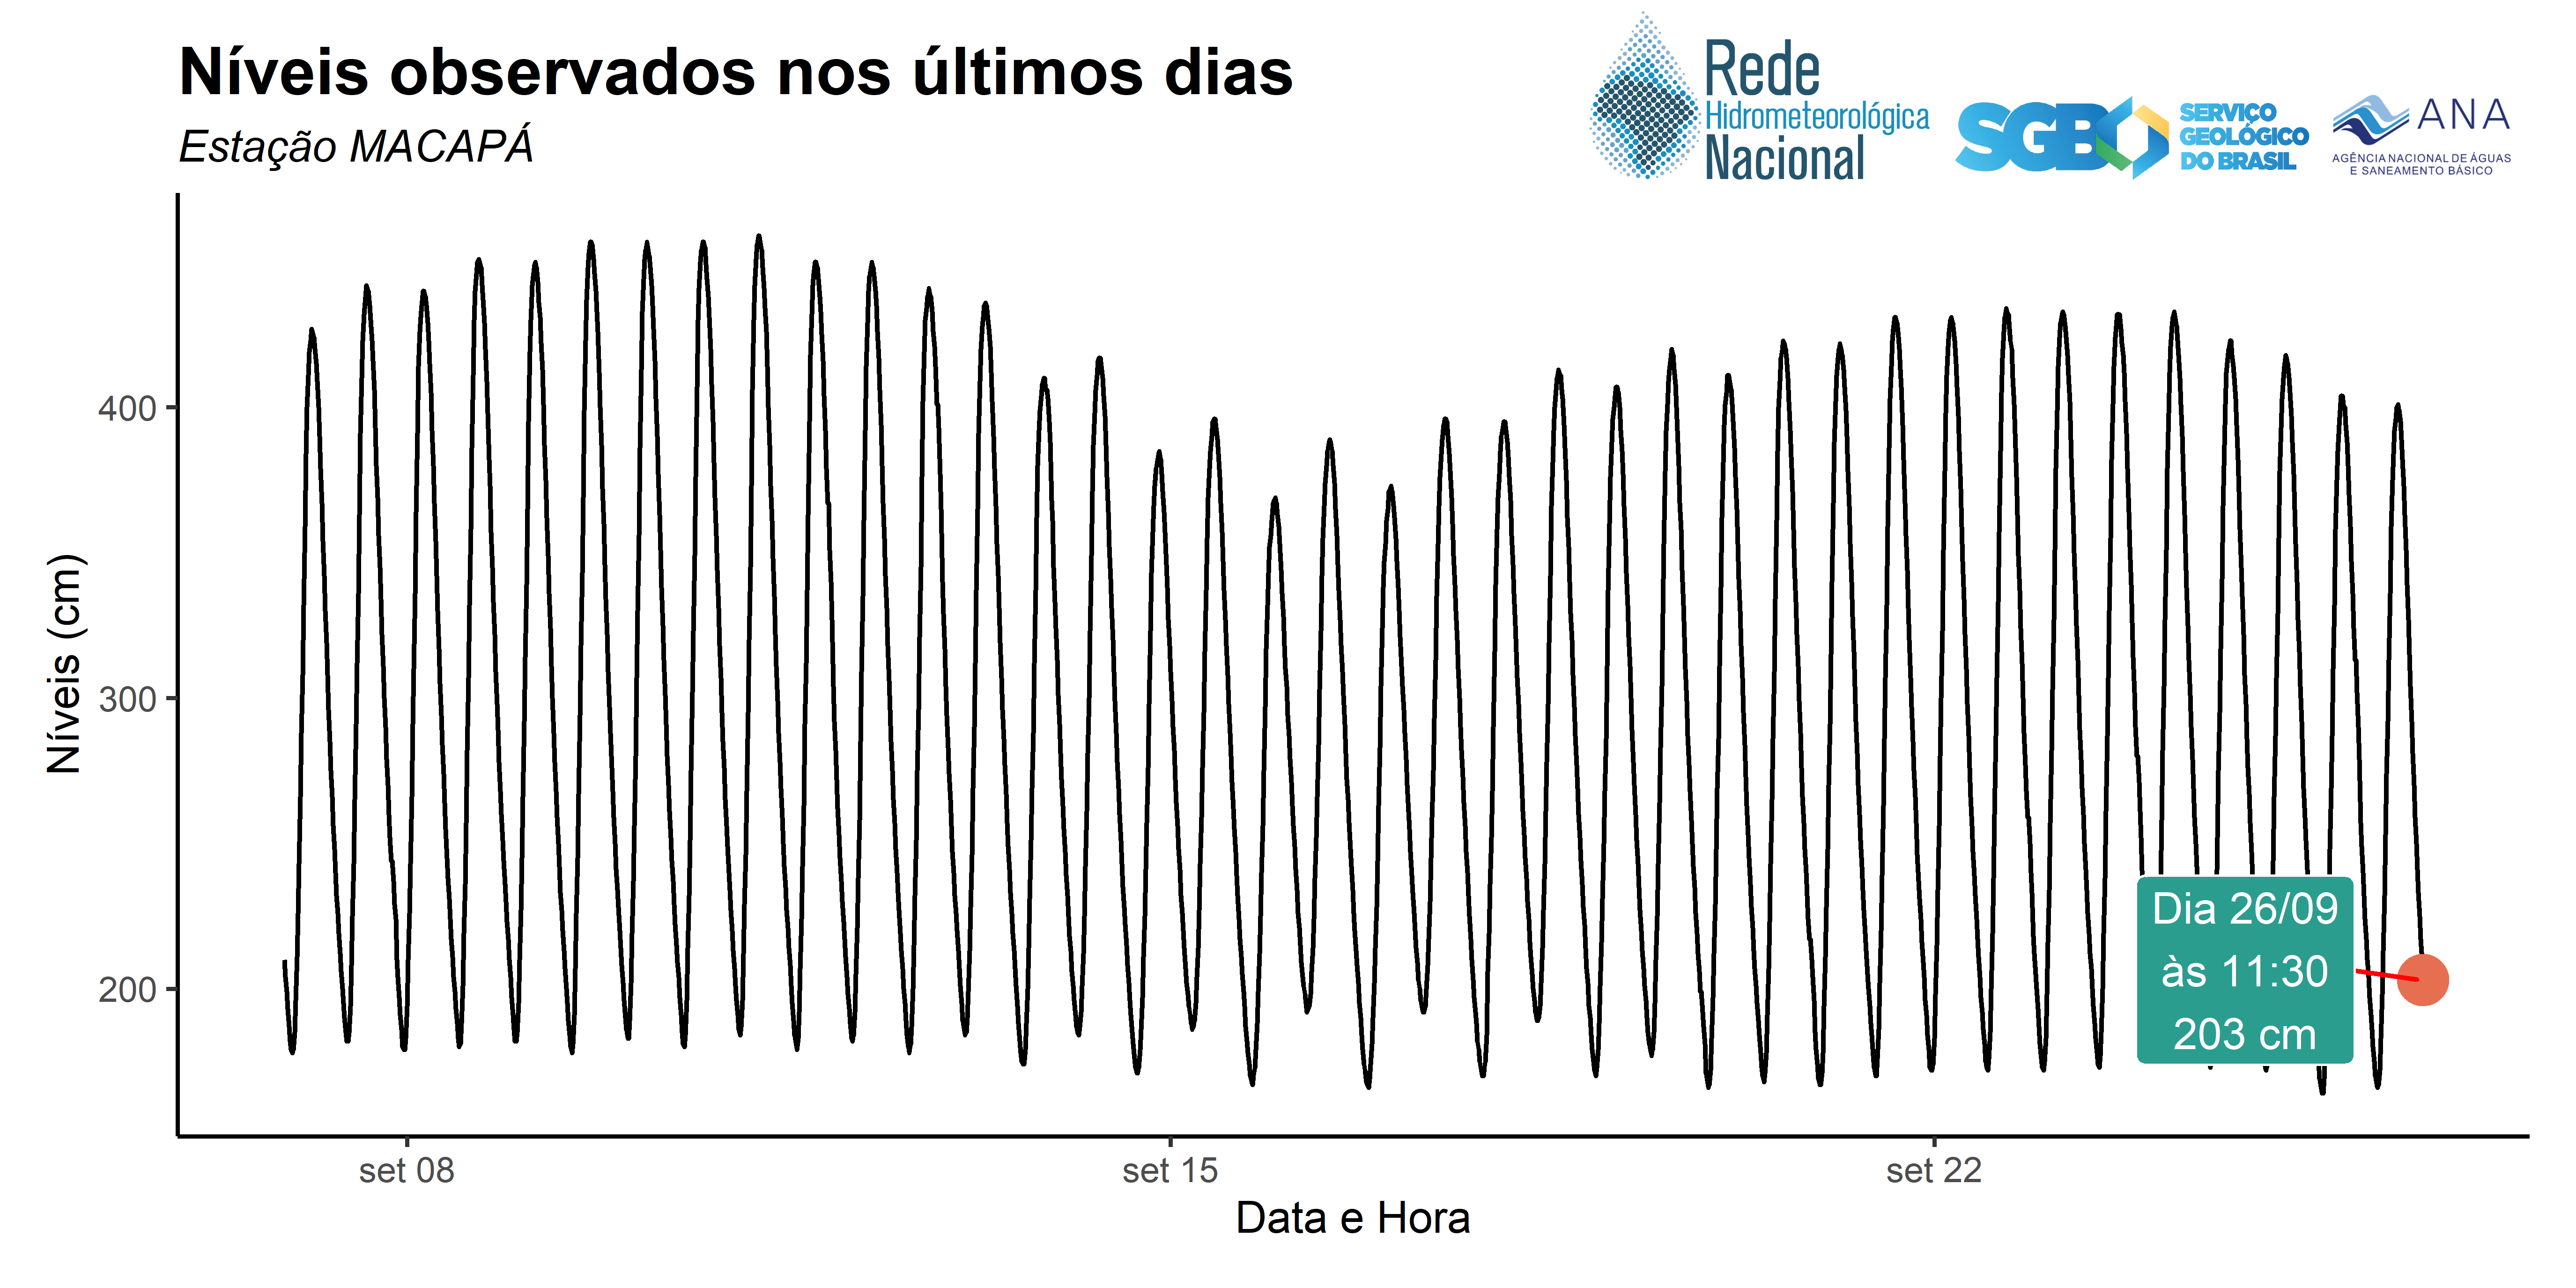 Níveis observados nos últimos dias
Estação MACAPÁ
Rede
Hidrometeorológica
Nacional
SGB
SERVIÇO
GEOLÓGICO
DO BRASIL
ANA
AGÊNCIA NACIONAL DE ÁGUAS
E SANEAMENTO BÁSICO
Níveis (cm)
400
300
200
Dia 26/09
às 11:30
203 cm
set 08
set 15
set 22
Data e Hora